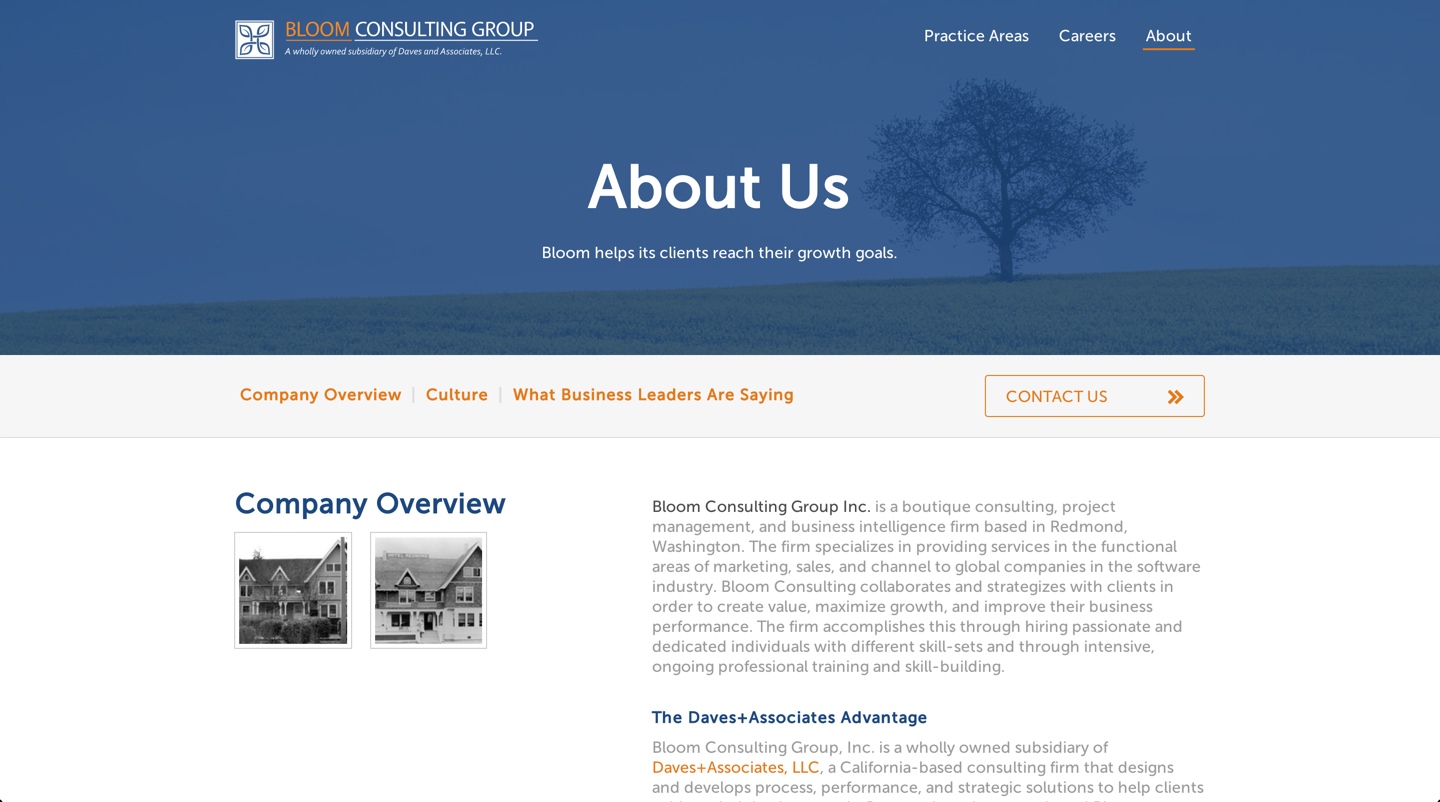 BLOOM CONSULTING GROUP
A wholly owned subsidiary of Daves and Associates, LLC.
Practice Areas
Careers
About
About Us
Bloom helps its clients reach their growth goals.
Company Overview
Culture
What Business Leaders Are Saying
CONTACT US
Company Overview
Bloom Consulting Group Inc. is a boutique consulting, project
management, and business intelligence firm based in Redmond,
Washington. The firm specializes in providing services in the functional
areas of marketing, sales, and channel to global companies in the software
industry. Bloom Consulting collaborates and strategizes with clients in
order to create value, maximize growth, and improve their business
performance. The firm accomplishes this through hiring passionate and
dedicated individuals with different skill-sets and through intensive,
ongoing professional training and skill-building.
The Daves+Associates Advantage
Bloom Consulting Group, Inc. is a wholly owned subsidiary of
Daves+Associates, LLC, a California-based consulting firm that designs
and develops process, performance, and strategic solutions to help clients